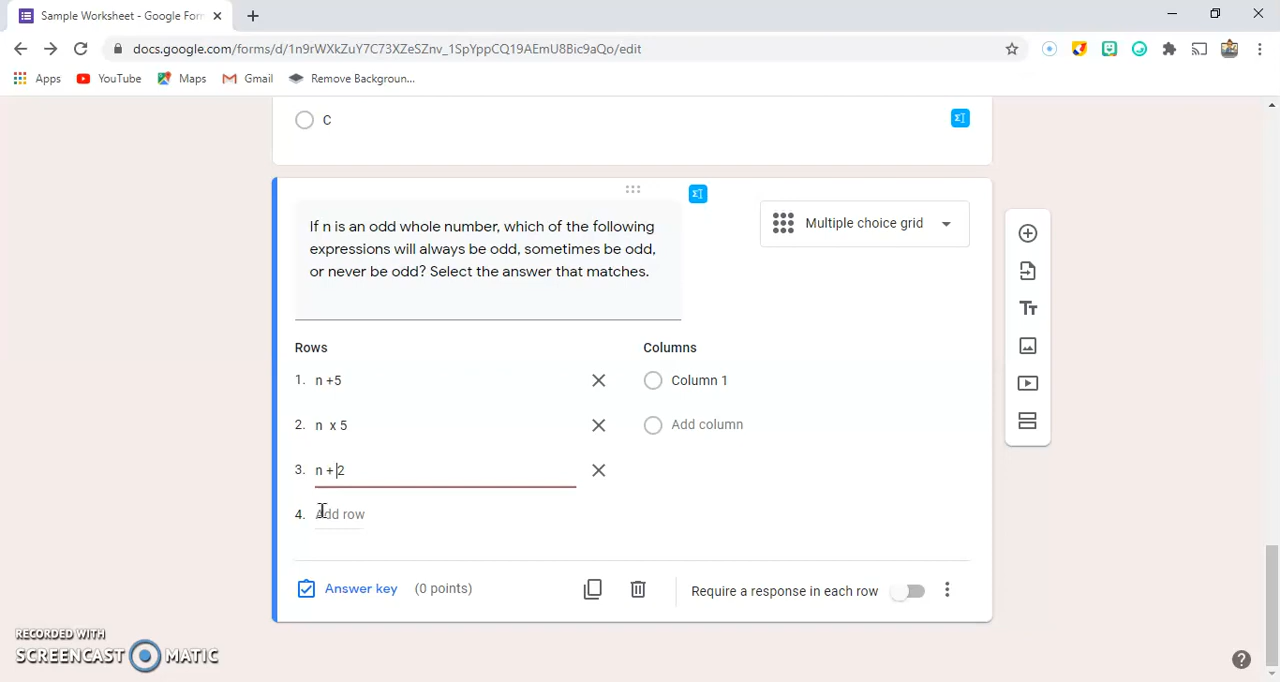 Sample Worksheet - Google For
docs.google.com/forms/d/1n9rWXkZuY7C73XZeSZnv_1SpYppCQ19AEmU8Bic9aQo/edit
Apps YouTube Maps Gmail Remove Backgroun...
C
If n is an odd whole number, which of the following
expressions will always be odd, sometimes be odd,
or never be odd? Select the answer that matches.
Multiple choice grid
Rows Columns
1. n +5 Column 1
2. n x 5 Add column
3. n + 2
4. Add row
Answer key (0 points) Require a response in each row
RECORDED WITH
SCREENCAST MATIC